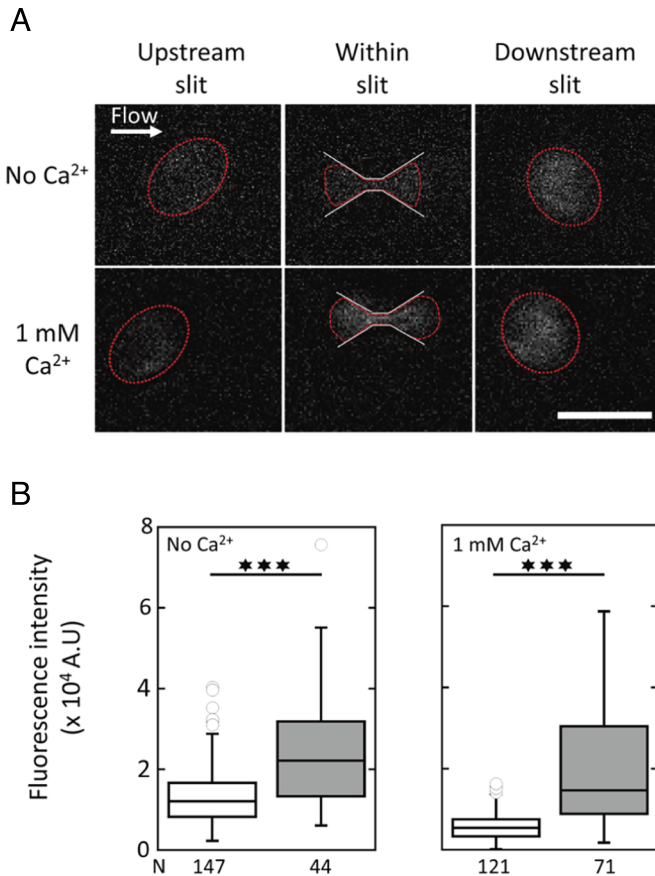 A
Upstream slit
Within slit
Downstream slit
Flow
No Ca²⁺
1 mM
Ca²⁺
B
Fluorescence intensity
(x 10⁴ A.U)
8
6
4
2
0
No Ca²⁺
★★★
1 mM Ca²⁺
★★★
N 147 44 121 71